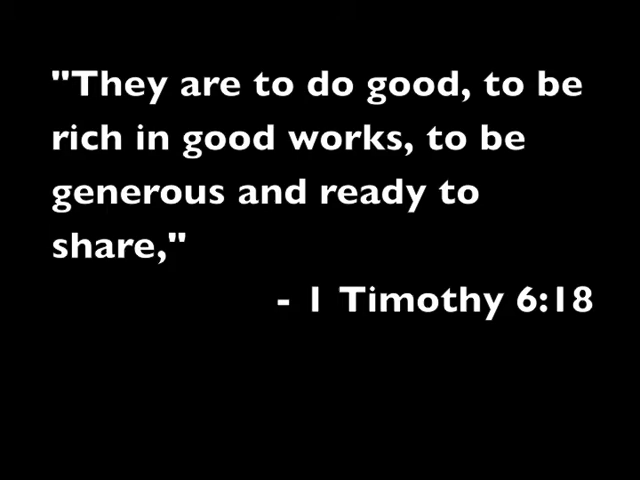 "They are to do good, to be
rich in good works, to be
generous and ready to
share,"
- 1 Timothy 6:18